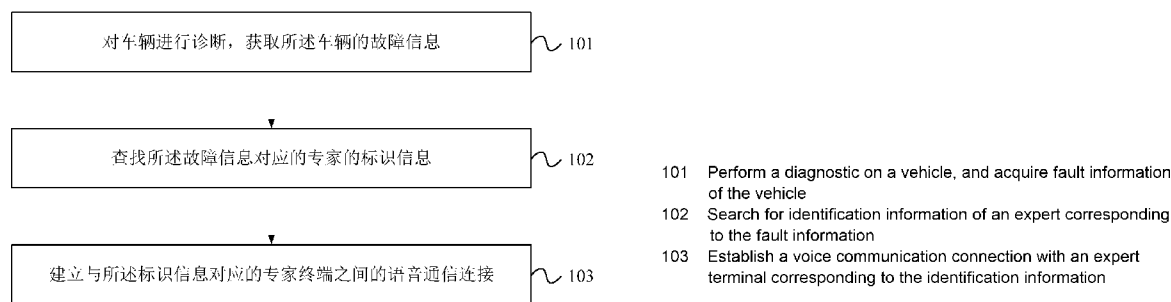 对车辆进行诊断，获取所述车辆的故障信息
101
查找所述故障信息对应的专家的标识信息
102
建立与所述标识信息对应的专家终端之间的语音通信连接
103
101 Perform a diagnostic on a vehicle, and acquire fault information
of the vehicle
102 Search for identification information of an expert corresponding
to the fault information
103 Establish a voice communication connection with an expert
terminal corresponding to the identification information